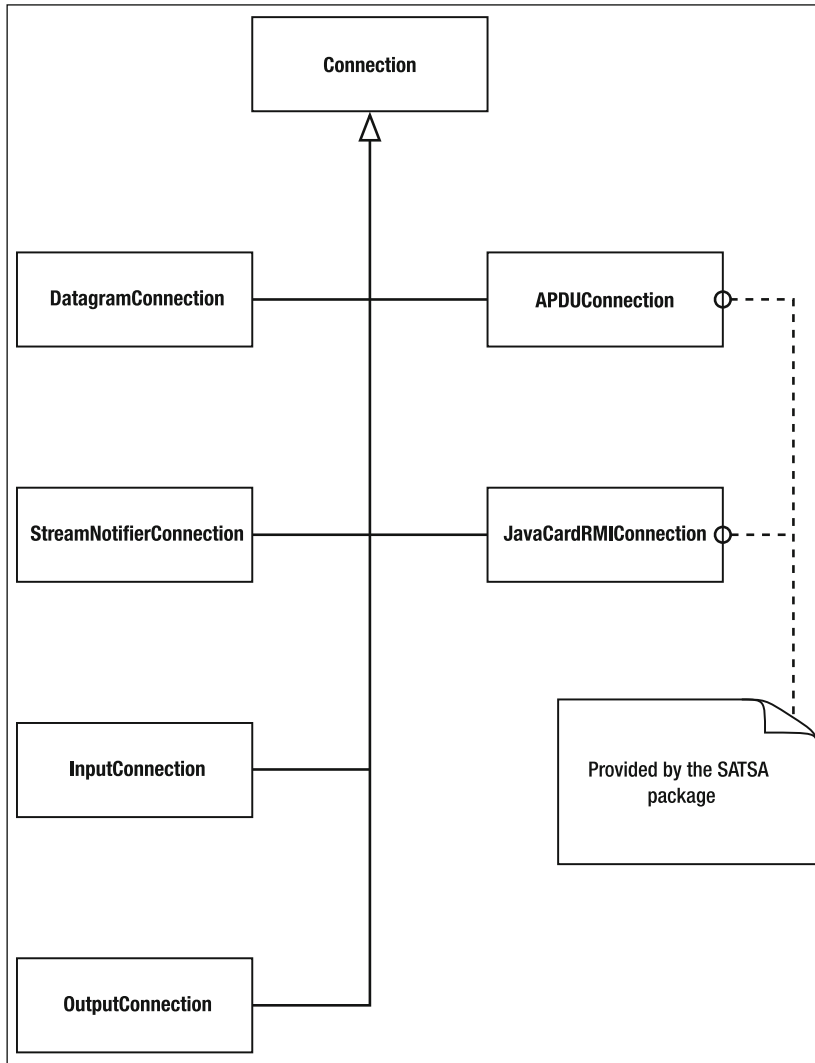 Connection
DatagramConnection
APDUConnection
StreamNotifierConnection
JavaCardRMIConnection
InputConnection
Provided by the SATSA
package
OutputConnection